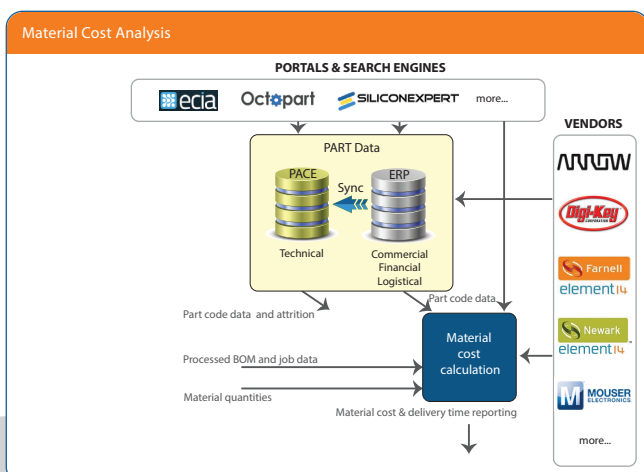 Material Cost Analysis
PORTALS & SEARCH ENGINES
ecia
Octopart
SILICONEXPERT
more...
VENDORS
PART Data
ARROW
PACE
ERP
Sync
Digi-Key
CORPORATION
Technical
Commercial
Financial
Logistical
Farnell
element14
Part code data
Part code data and attrition
Material
cost
calculation
Newark
element14™
Processed BOM and job data
Material quantities
M MOUSER
ELECTRONICS
Material cost & delivery time reporting
more...